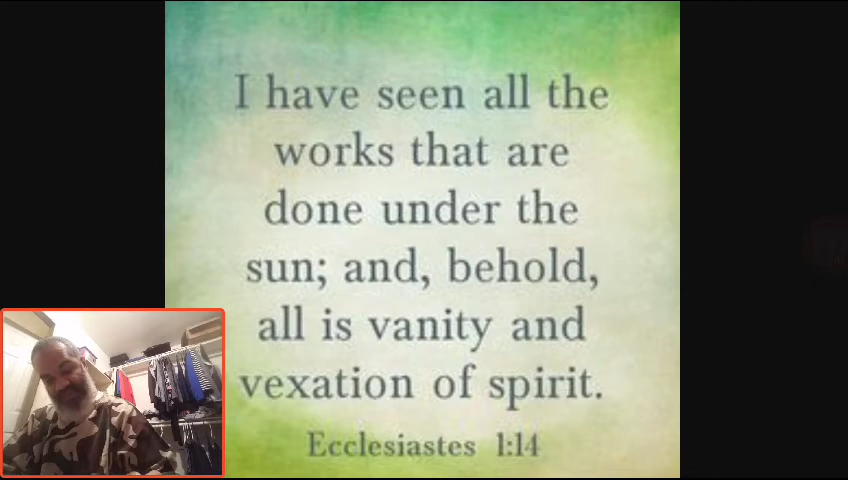 I have seen all the
works that are
done under the
sun; and, behold,
all is vanity and
vexation of spirit.
Ecclesiastes 1:14